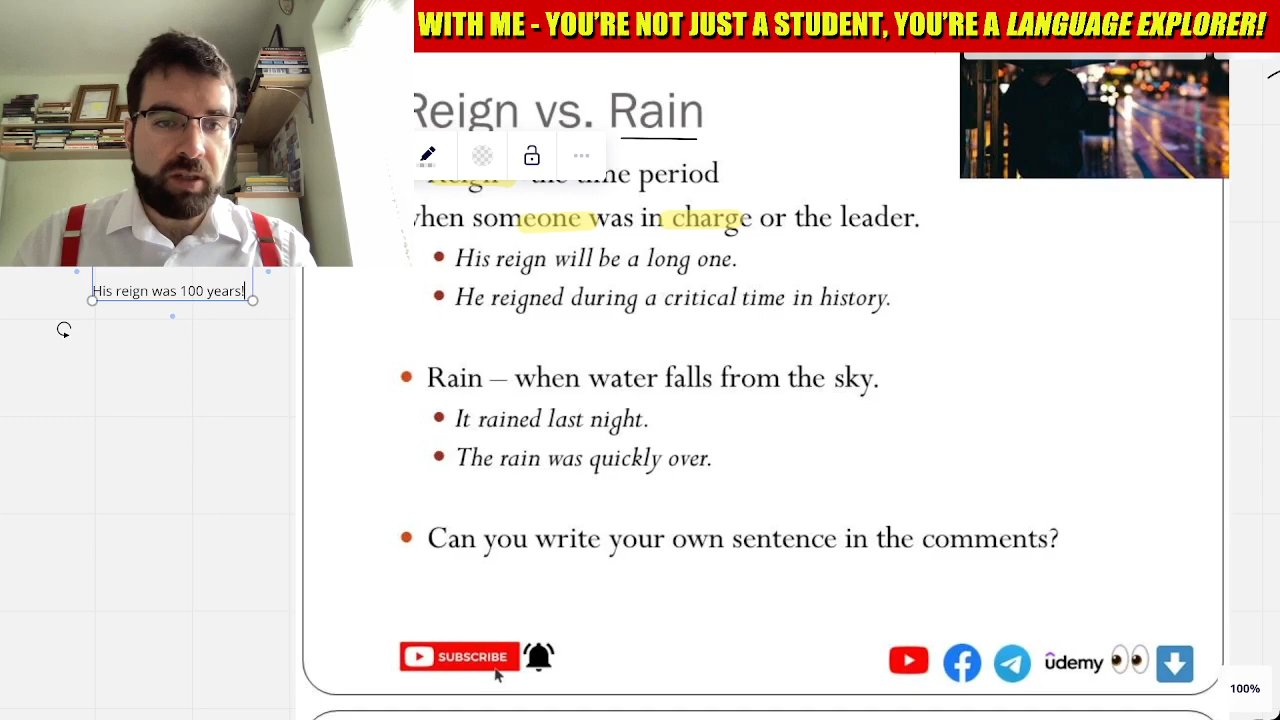 WITH ME - YOU'RE NOT JUST A STUDENT, YOU'RE A LANGUAGE EXPLORER!
Reign vs. Rain
Reign – the time period
when someone was in charge or the leader.
His reign will be a long one.
He reigned during a critical time in history.
His reign was 100 years!
Rain – when water falls from the sky.
It rained last night.
The rain was quickly over.
Can you write your own sentence in the comments?
SUBSCRIBE
ûdemy
100%